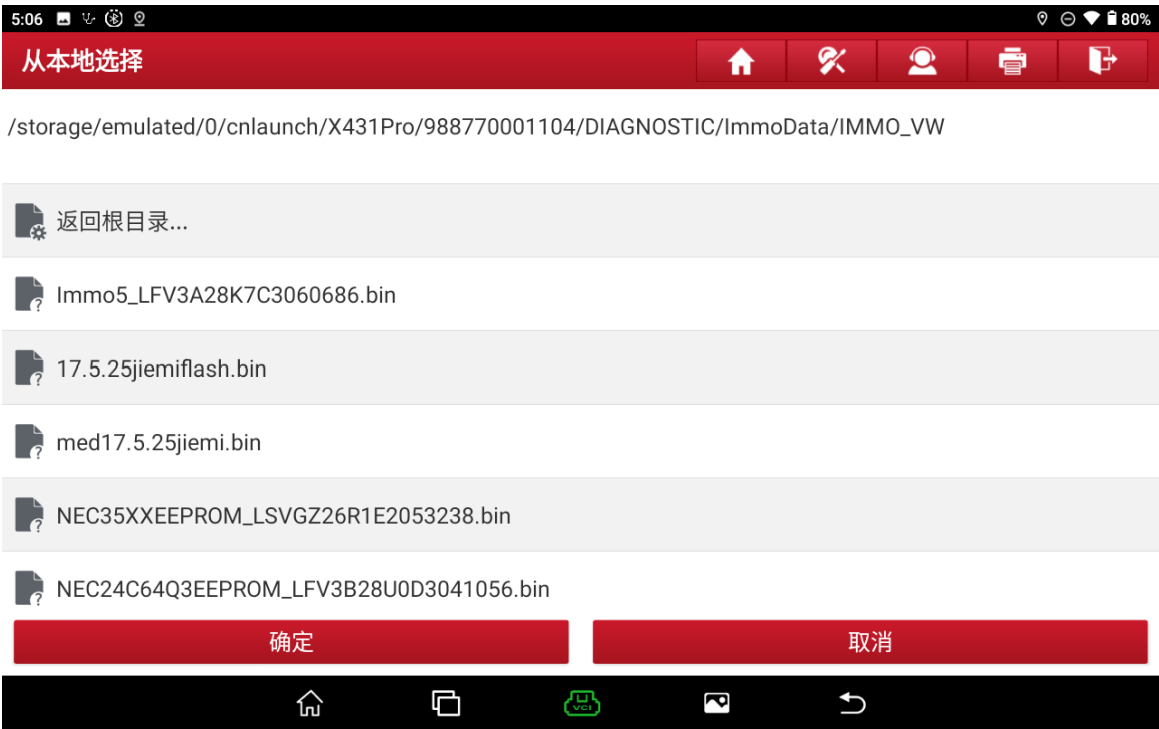 5:06
80%
从本地选择
/storage/emulated/0/cnlaunch/X431Pro/988770001104/DIAGNOSTIC/ImmoData/IMMO_VW
返回根目录...
Immo5_LFV3A28K7C3060686.bin
17.5.25jiemiflash.bin
med17.5.25jiemi.bin
NEC35XXEEPROM_LSVGZ26R1E2053238.bin
NEC24C64Q3EEPROM_LFV3B28U0D3041056.bin
确定
取消
VCI